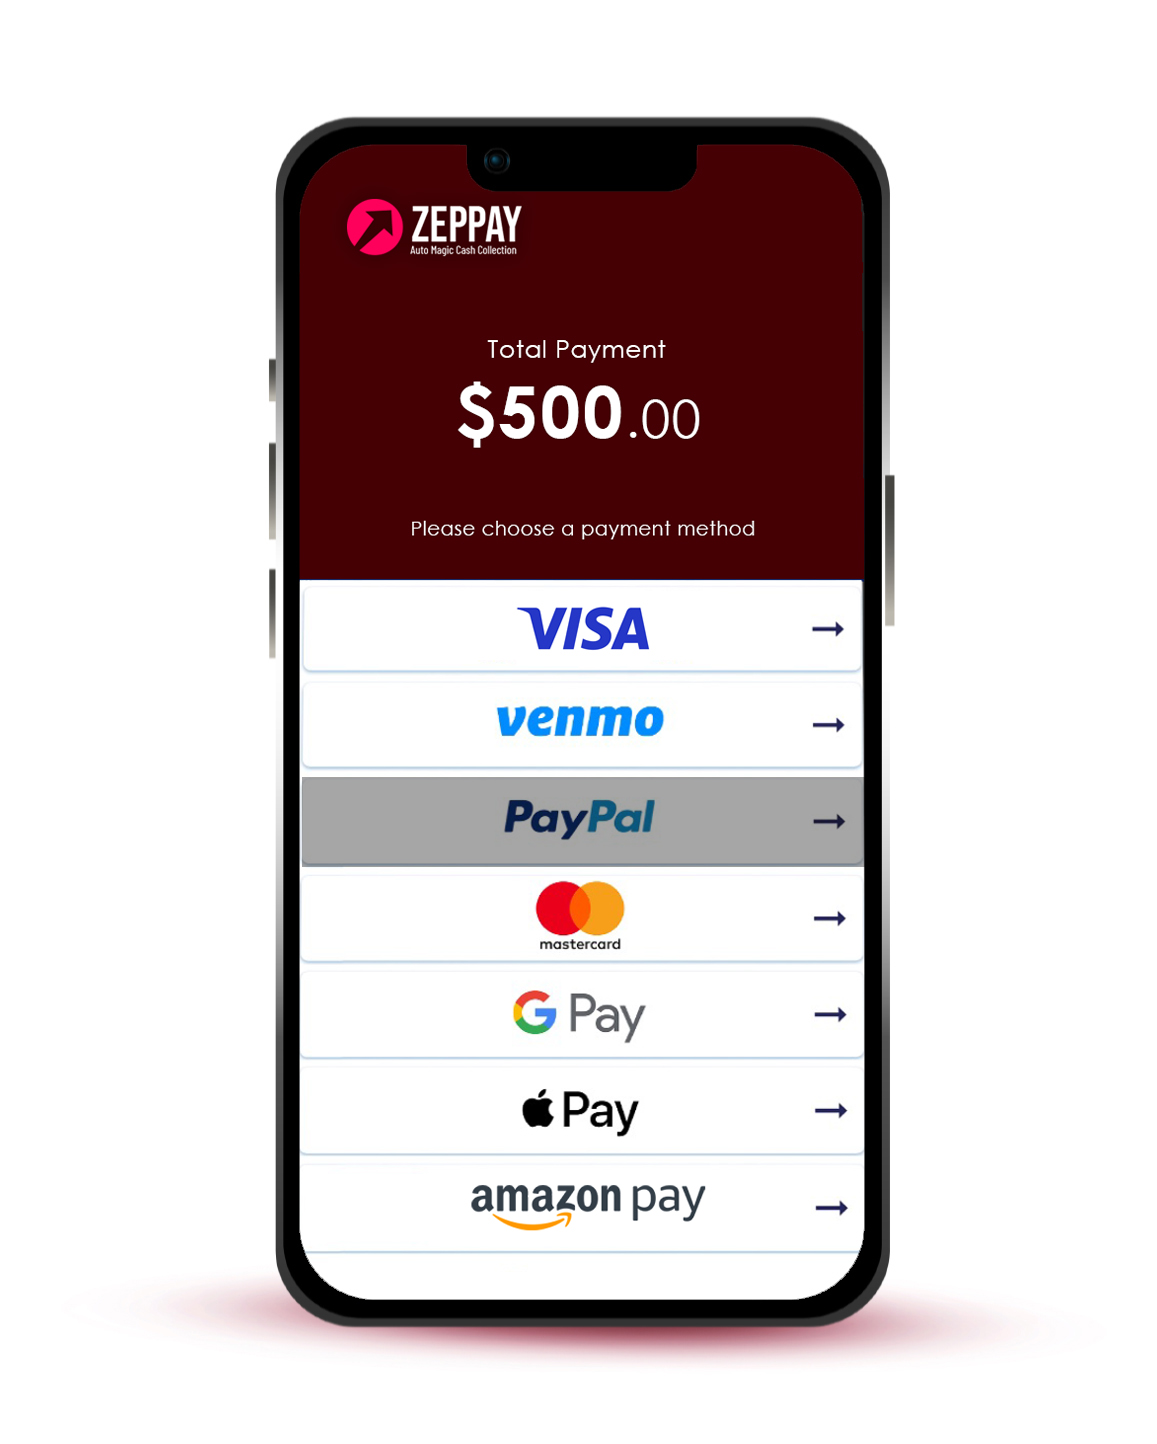 ZEPPAY
Auto Magic Cash Collection
Total Payment
$500.00
Please choose a payment method
VISA
venmo
PayPal
mastercard
G Pay
Pay
amazon pay